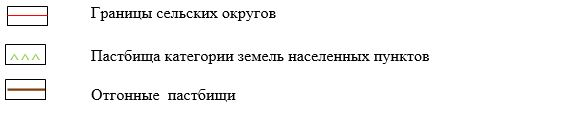 Границы сельских округов
Пастбища категории земель населенных пунктов
Отгонные пастбищи